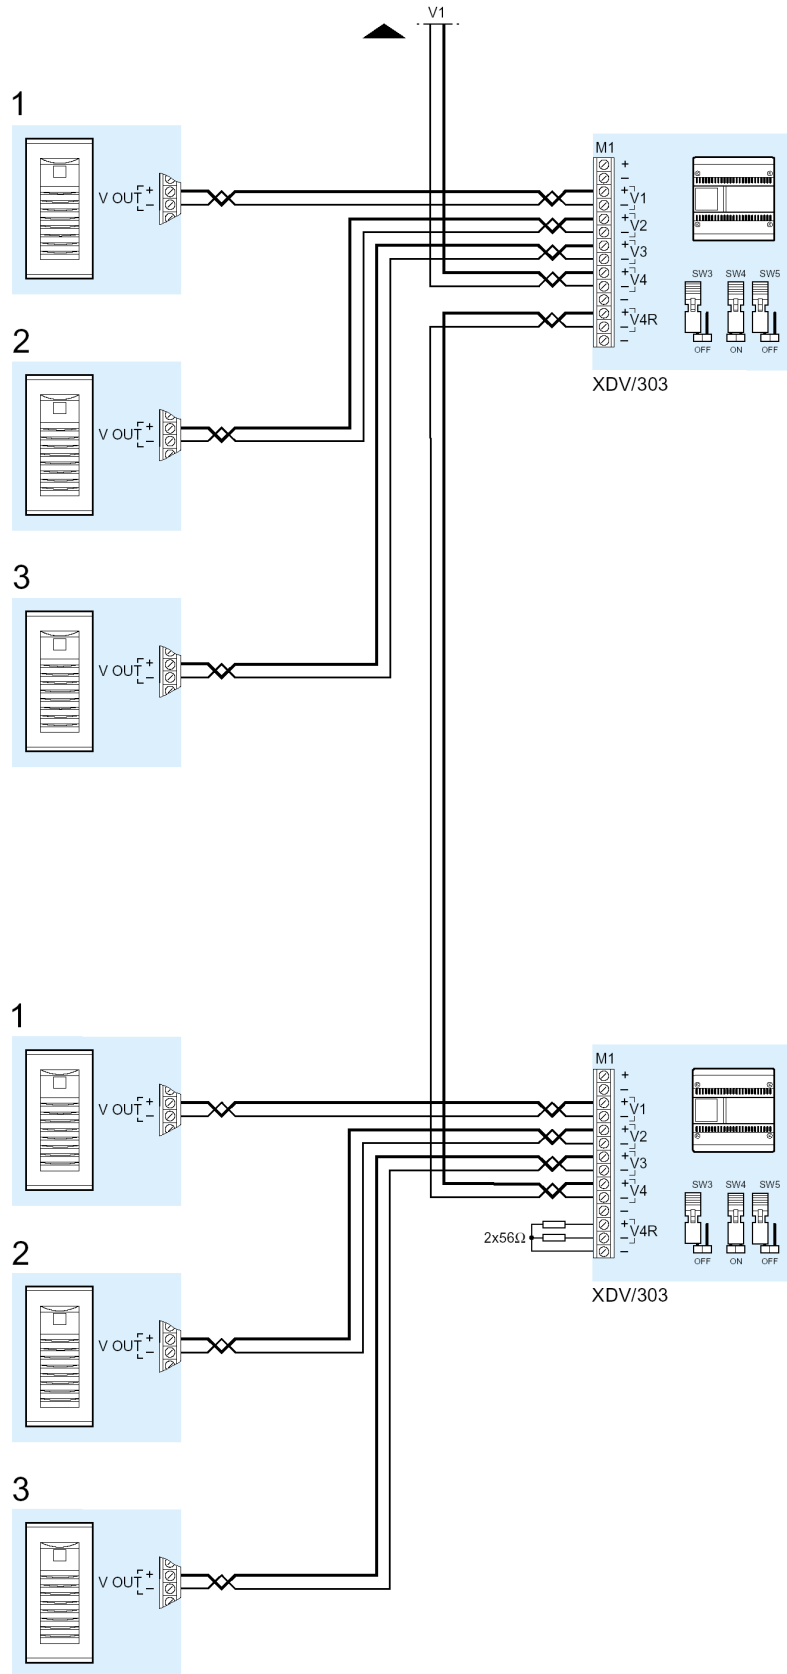 V1
1
V OUT + −
M1
+
−
+ V1
−
+ V2
−
+ V3
−
+ V4
−
−
+ V4R
−
−
SW3 SW4 SW5
OFF ON OFF
XDV/303
2
V OUT + −
3
V OUT + −
1
V OUT + −
M1
+
−
+ V1
−
+ V2
−
+ V3
−
+ V4
−
−
+ V4R
−
−
SW3 SW4 SW5
OFF ON OFF
2x56Ω
XDV/303
2
V OUT + −
3
V OUT + −